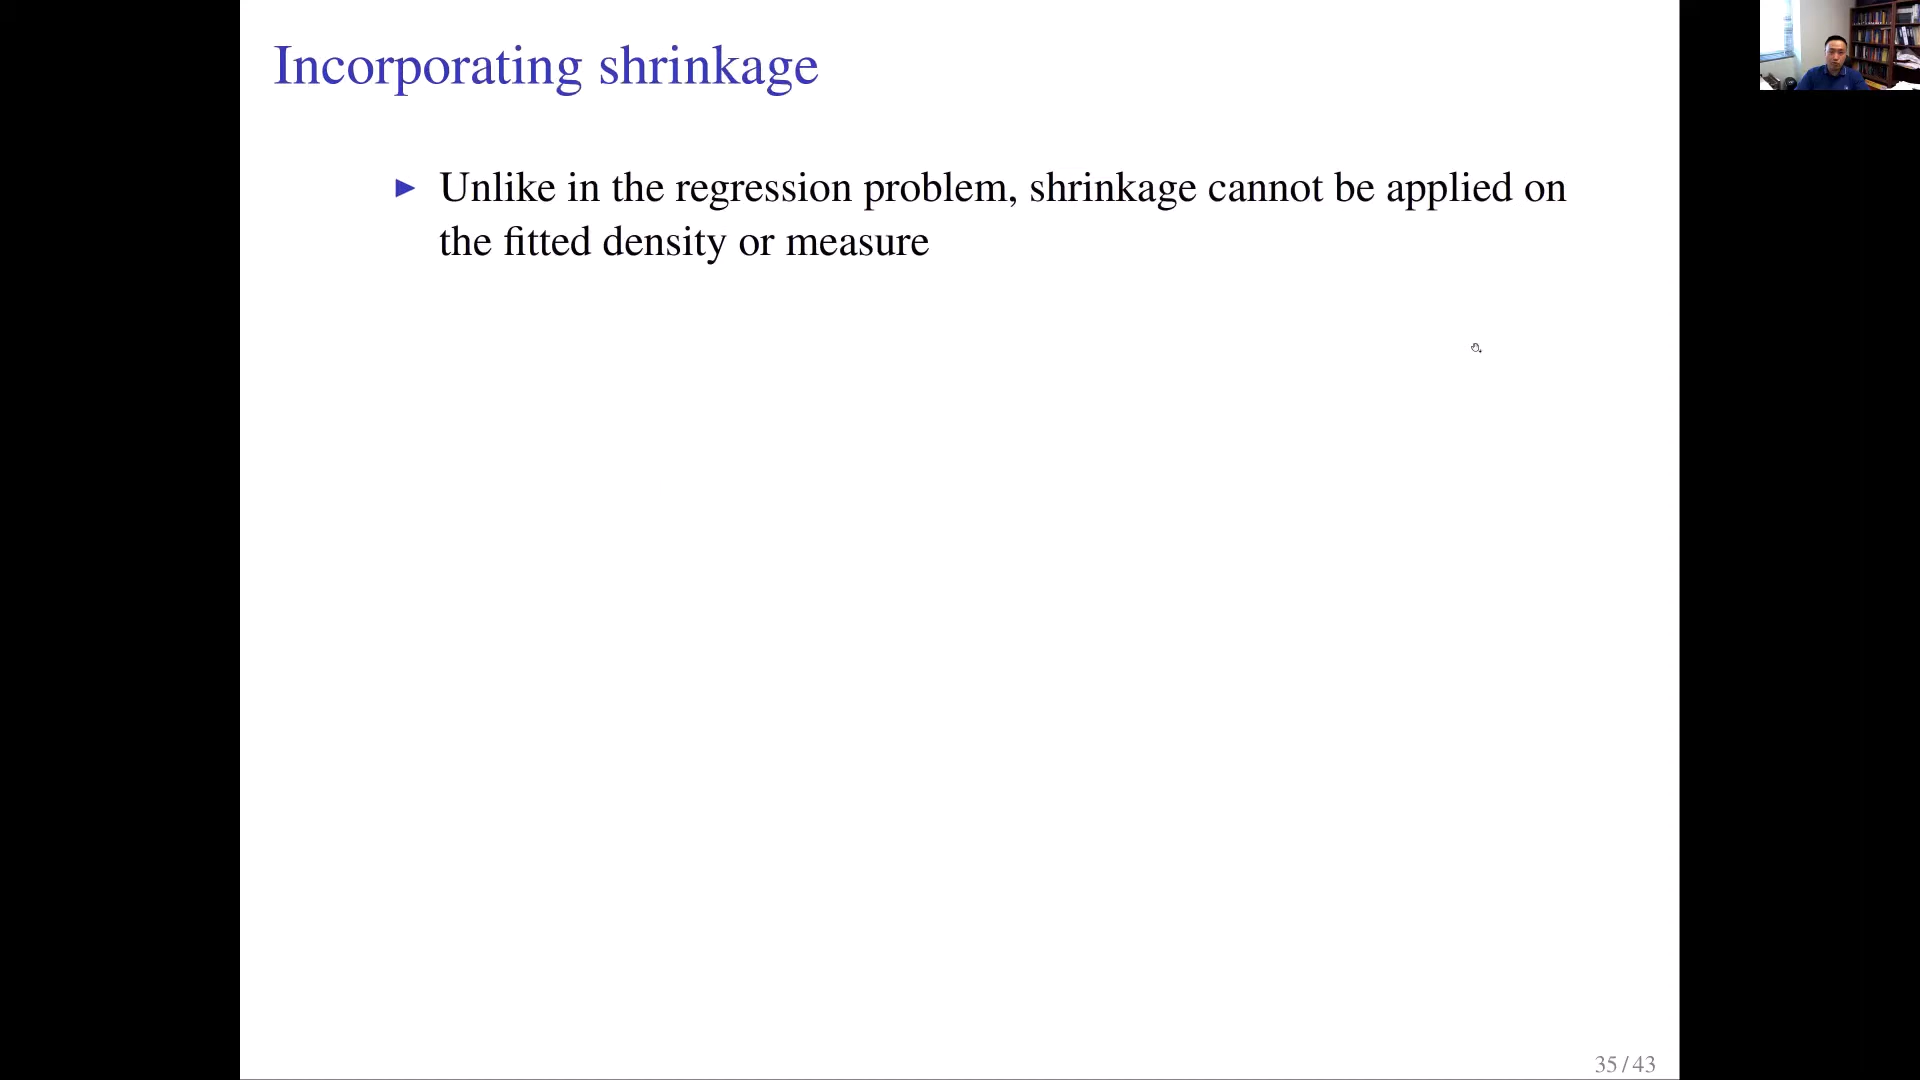 Incorporating shrinkage
▶ Unlike in the regression problem, shrinkage cannot be applied on
the fitted density or measure
35 / 43